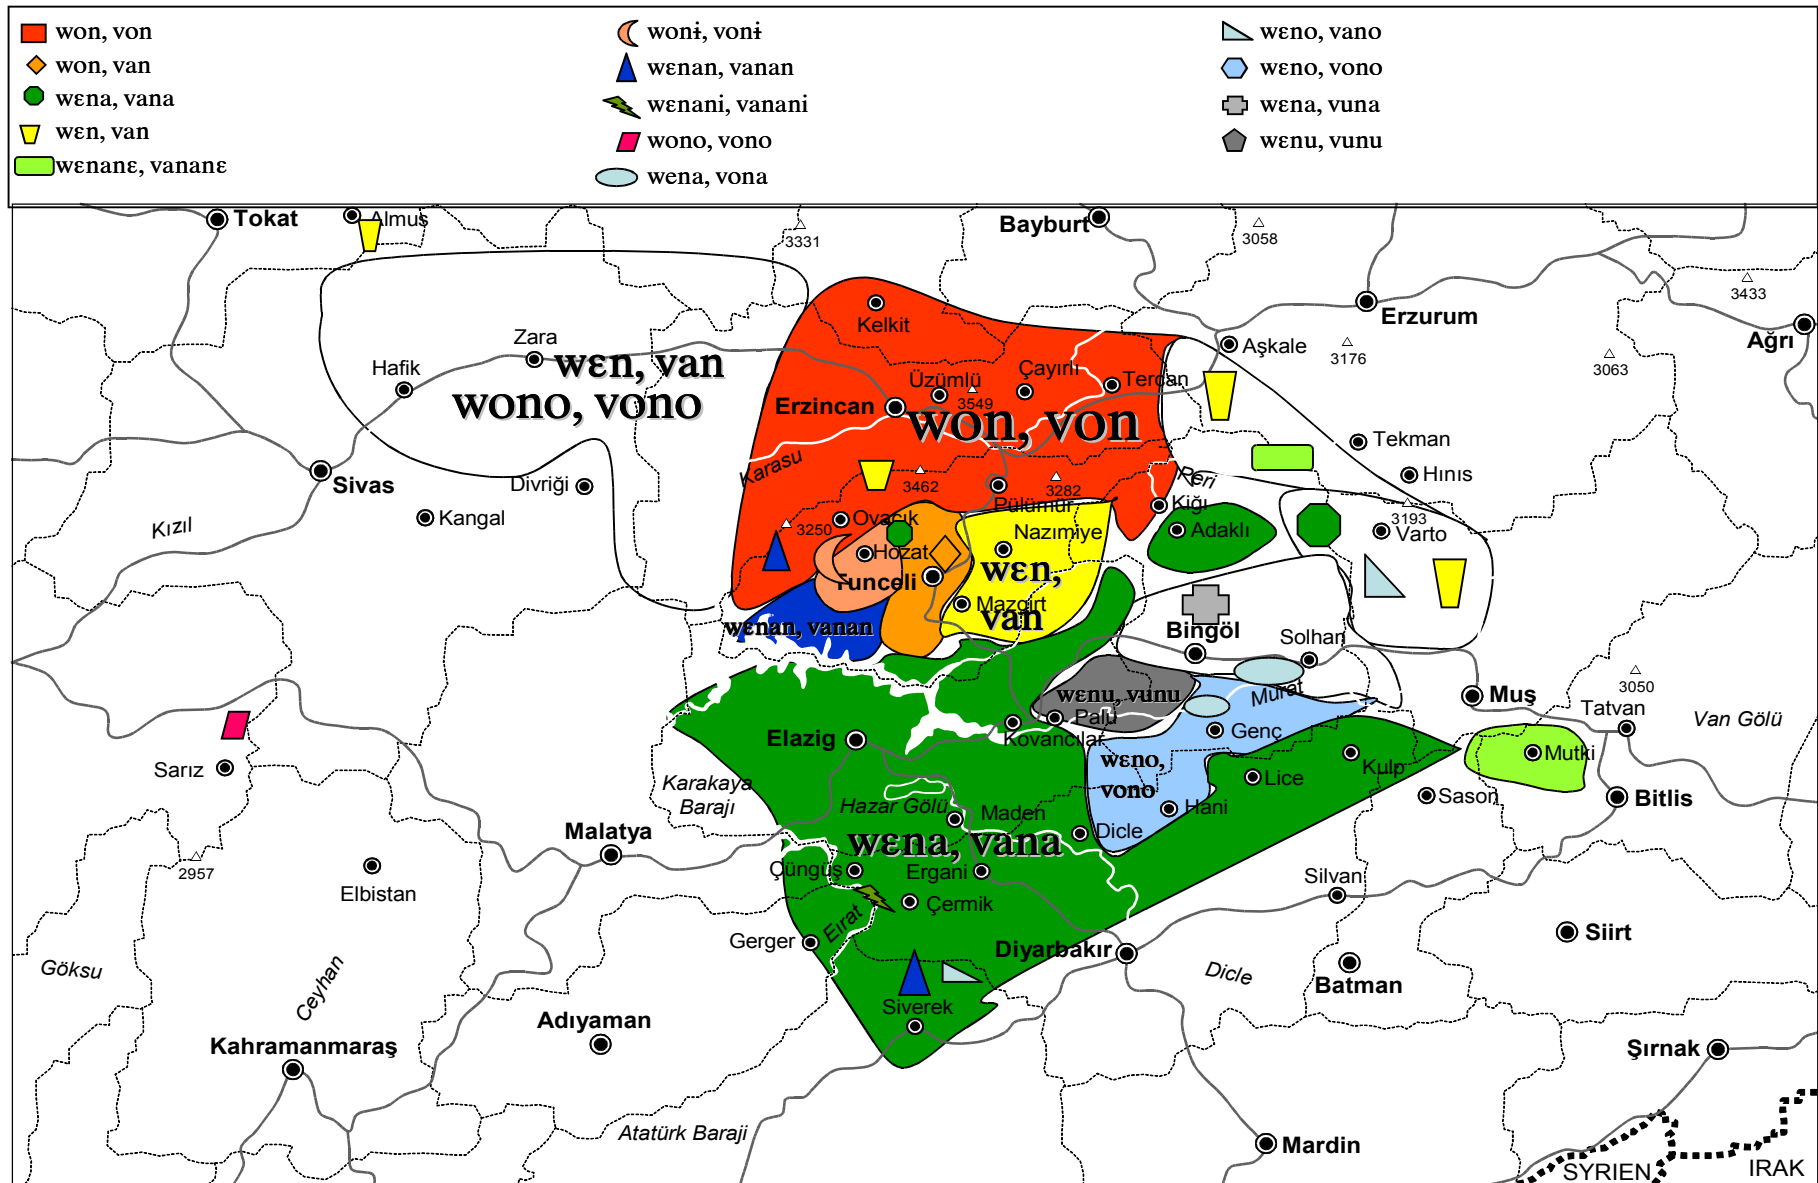 won, von
won, van
wɛna, vana
wɛn, van
wɛnanɛ, vananɛ
wonɨ, vonɨ
wɛnan, vanan
wɛnani, vanani
wono, vono
wena, vona
wɛno, vano
wɛno, vono
wɛna, vuna
wɛnu, vunu
Tokat
Almus
3331
Bayburt
3058
3433
Kelkit
Erzurum
Ağrı
Zara
Aşkale
3176
3063
Hafik
wɛn, van
wono, vono
Üzümlü
3549
Çayırlı
Tercan
Erzincan
won, von
Tekman
Hınıs
Sivas
Divriği
Karasu
3462
3282
Peri
Kangal
Kızıl
Pülümür
Kiğı
3193
3250
Ovacık
Adaklı
Varto
Hozat
Nazımiye
Tunceli
wɛn,
van
Mazgirt
wɛnan, vanan
Bingöl
Solhan
wɛnu, vunu
Murat
Muş
3050
Tatvan
Van Gölü
Palu
Kovancılar
Genç
Elazig
Sarız
wɛno,
vono
Lice
Kulp
Mutki
Sason
Bitlis
Karakaya
Barajı
Hazar Gölü
Maden
Hani
Malatya
Dicle
wɛna, vana
2957
Elbistan
Çüngüş
Ergani
Silvan
Çermik
Fırat
Gerger
Diyarbakır
Siirt
Göksu
Ceyhan
Dicle
Batman
Siverek
Adıyaman
Kahramanmaraş
Şırnak
Atatürk Baraji
Mardin
SYRIEN
IRAK